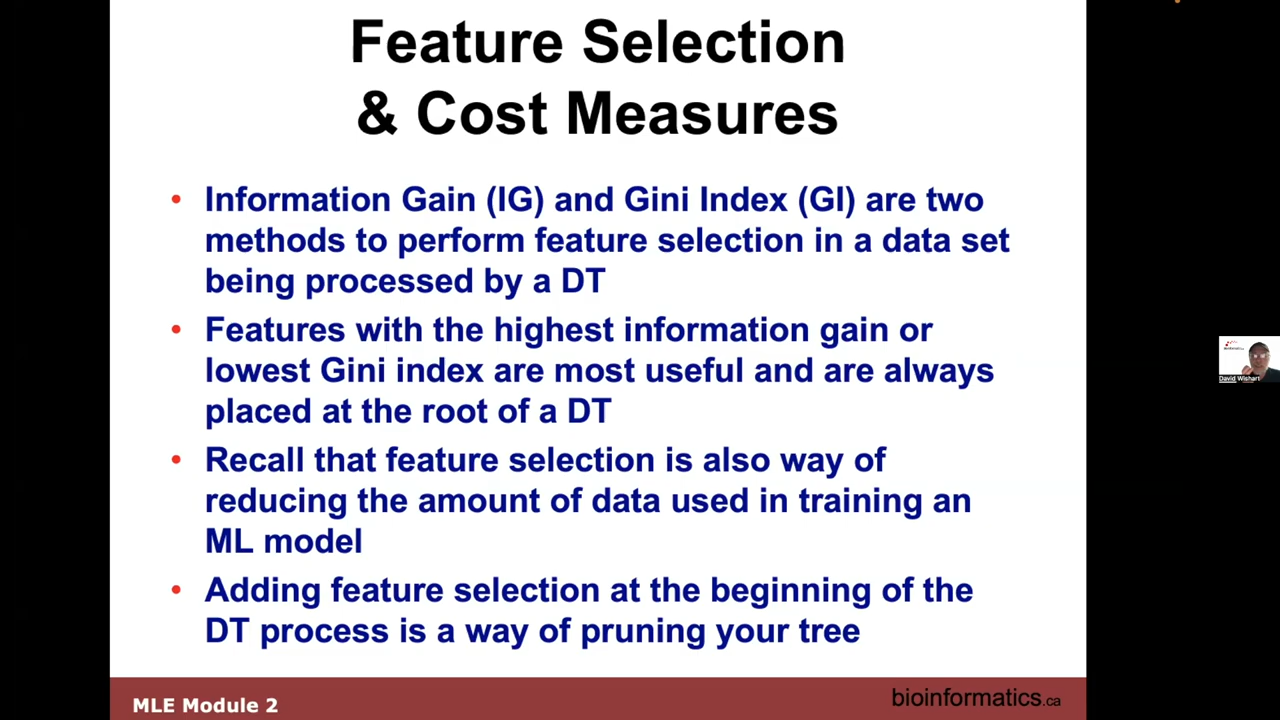 Feature Selection
& Cost Measures
• Information Gain (IG) and Gini Index (GI) are two
methods to perform feature selection in a data set
being processed by a DT
• Features with the highest information gain or
lowest Gini index are most useful and are always
placed at the root of a DT
• Recall that feature selection is also way of
reducing the amount of data used in training an
ML model
• Adding feature selection at the beginning of the
DT process is a way of pruning your tree
David Wishart
MLE Module 2
bioinformatics.ca